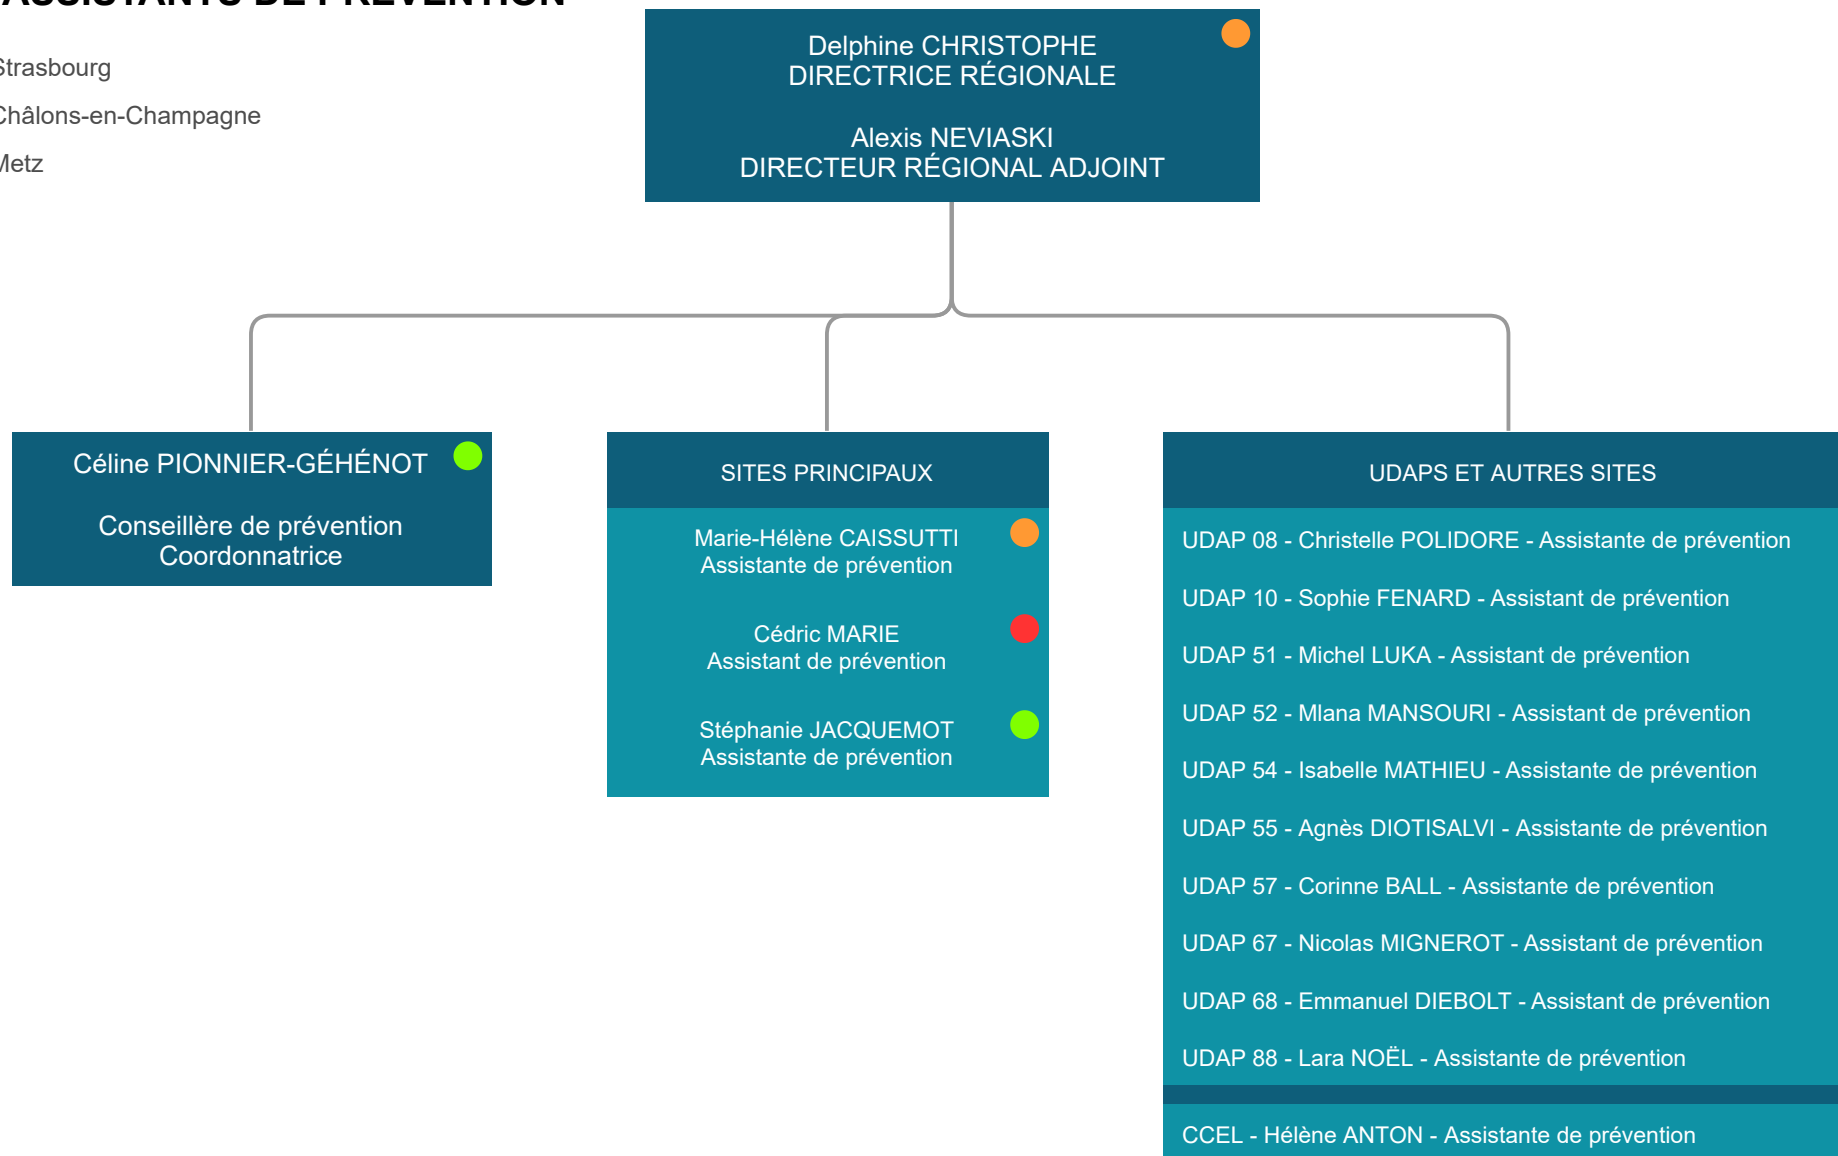 ASSISTANTS DE PRÉVENTION
Strasbourg
Châlons-en-Champagne
Metz
Delphine CHRISTOPHE
DIRECTRICE RÉGIONALE
Alexis NEVIASKI
DIRECTEUR RÉGIONAL ADJOINT
Céline PIONNIER-GÉHÉNOT
Conseillère de prévention
Coordonnatrice
SITES PRINCIPAUX
Marie-Hélène CAISSUTTI
Assistante de prévention
Cédric MARIE
Assistant de prévention
Stéphanie JACQUEMOT
Assistante de prévention
UDAPS ET AUTRES SITES
UDAP 08 - Christelle POLIDORE - Assistante de prévention
UDAP 10 - Sophie FENARD - Assistant de prévention
UDAP 51 - Michel LUKA - Assistant de prévention
UDAP 52 - Mlana MANSOURI - Assistant de prévention
UDAP 54 - Isabelle MATHIEU - Assistante de prévention
UDAP 55 - Agnès DIOTISALVI - Assistante de prévention
UDAP 57 - Corinne BALL - Assistante de prévention
UDAP 67 - Nicolas MIGNEROT - Assistant de prévention
UDAP 68 - Emmanuel DIEBOLT - Assistant de prévention
UDAP 88 - Lara NOËL - Assistante de prévention
CCEL - Hélène ANTON - Assistante de prévention